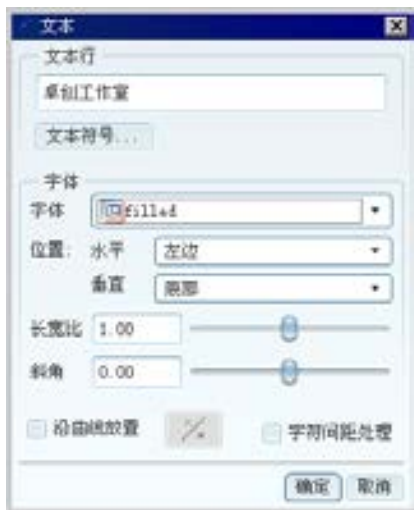 文本
文本行
卓创工作室
文本符号...
字体
字体 filled
位置: 水平 左边
垂直 底部
长宽比 1.00
斜角 0.00
沿曲线放置 字符间距处理
确定 取消